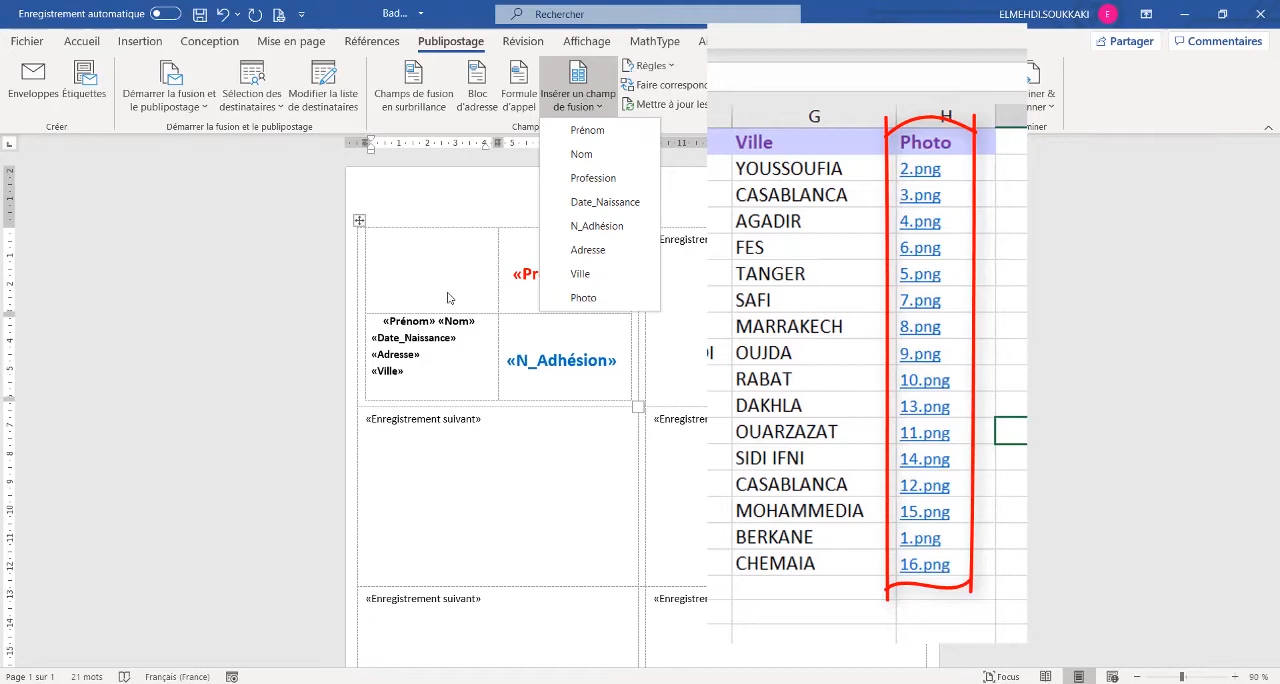 Enregistrement automatique
Bad...
Rechercher
ELMEHDI.SOUKKAKI
E
Fichier
Accueil
Insertion
Conception
Mise en page
Références
Publipostage
Révision
Affichage
MathType
Partager
Commentaires
Enveloppes
Étiquettes
Démarrer la fusion et
le publipostage
Sélection des
destinataires
Modifier la liste
de destinataires
Champs de fusion
en surbrillance
Bloc
d'adresse
Formule
d'appel
Insérer un champ
de fusion
Règles
Faire correspond
Mettre à jour les
Créer
Démarrer la fusion et le publipostage
Champ
Prénom
Nom
Profession
Date_Naissance
N_Adhésion
Adresse
Ville
Photo
«Pr
«Prénom» «Nom»
«Date_Naissance»
«Adresse»
«Ville»
«N_Adhésion»
«Enregistrement suivant»
«Enregistrement suivant»
G H
Ville Photo
YOUSSOUFIA 2.png
CASABLANCA 3.png
AGADIR 4.png
FES 6.png
TANGER 5.png
SAFI 7.png
MARRAKECH 8.png
OUJDA 9.png
RABAT 10.png
DAKHLA 13.png
OUARZAZAT 11.png
SIDI IFNI 14.png
CASABLANCA 12.png
MOHAMMEDIA 15.png
BERKANE 1.png
CHEMAIA 16.png
Page 1 sur 1
21 mots
Français (France)
Focus
90 %